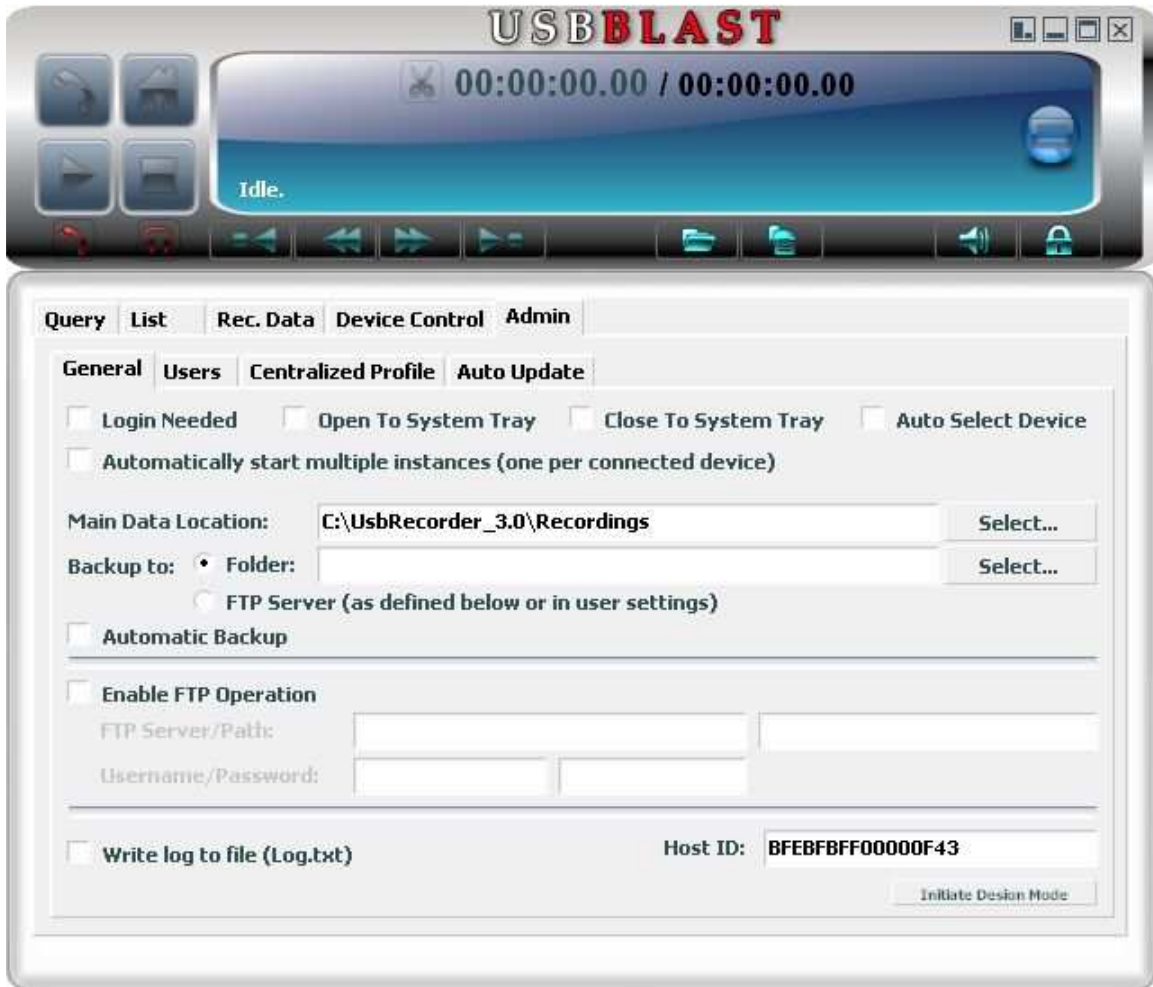 USBBLAST
00:00:00.00 / 00:00:00.00
Idle.
Query List Rec. Data Device Control Admin
General Users Centralized Profile Auto Update
Login Needed Open To System Tray Close To System Tray Auto Select Device
Automatically start multiple instances (one per connected device)
Main Data Location: C:\UsbRecorder_3.0\Recordings Select...
Backup to: Folder: Select...
FTP Server (as defined below or in user settings)
Automatic Backup
Enable FTP Operation
FTP Server/Path:
Username/Password:
Write log to file (Log.txt) Host ID: BFEBFBFF00000F43
Initiate Design Mode